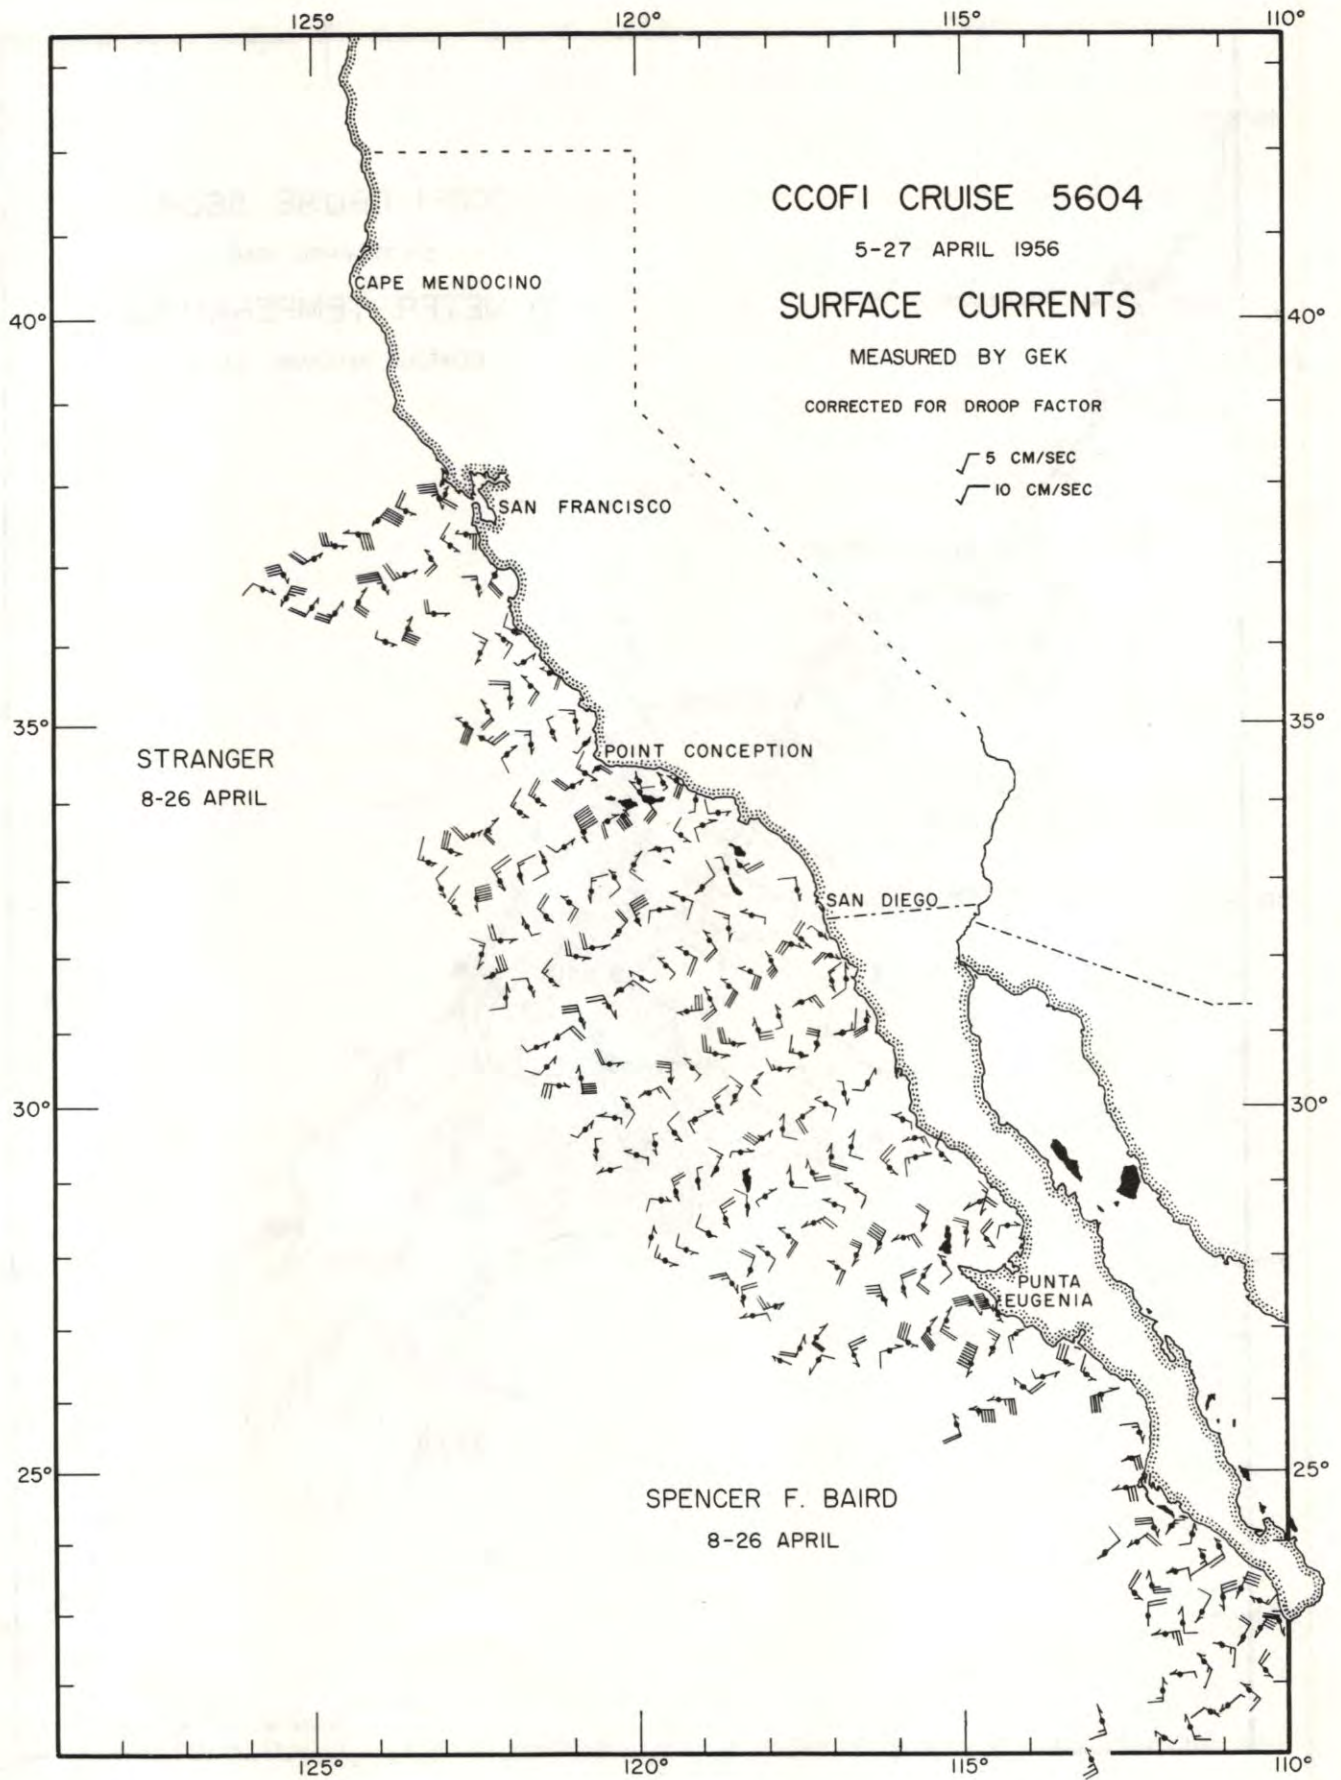 125° 120° 115° 110°
CCOFI CRUISE 5604
5-27 APRIL 1956
CAPE MENDOCINO
SURFACE CURRENTS
40° 40°
MEASURED BY GEK
CORRECTED FOR DROOP FACTOR
5 CM/SEC
10 CM/SEC
SAN FRANCISCO
35° 35°
POINT CONCEPTION
STRANGER
8-26 APRIL
SAN DIEGO
30° 30°
PUNTA
EUGENIA
25° 25°
SPENCER F. BAIRD
8-26 APRIL
125° 120° 115° 110°